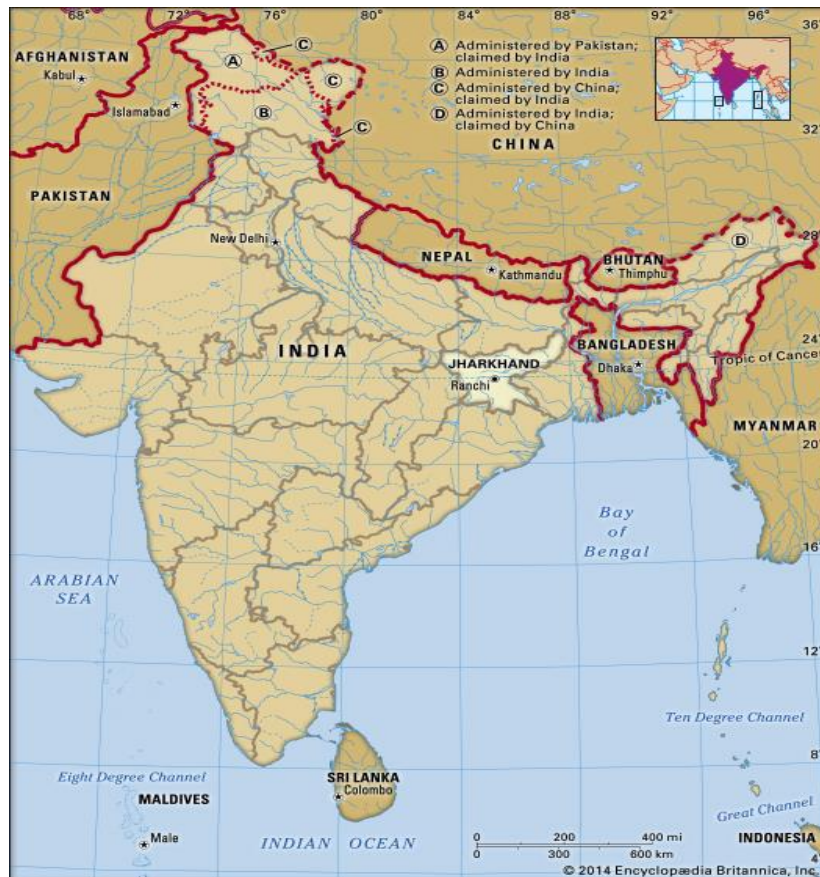 68°
72°
76°
80°
84°
88°
92°
96°
36°
AFGHANISTAN
Kabul
A
C
C
B
C
Islamabad
A Administered by Pakistan;
claimed by India
B Administered by India
C Administered by China;
claimed by India
D Administered by India;
claimed by China
32°
CHINA
PAKISTAN
New Delhi
NEPAL
Kathmandu
BHUTAN
Thimphu
D
28°
INDIA
JHARKHAND
Ranchi
BANGLADESH
Dhaka
24°
Tropic of Cancer
MYANMAR
20°
Bay
of
Bengal
16°
ARABIAN
SEA
12°
Ten Degree Channel
8°
Eight Degree Channel
MALDIVES
Male
SRI LANKA
Colombo
INDIAN OCEAN
Great Channel
INDONESIA
4°
0 200 400 mi
0 300 600 km
© 2014 Encyclopædia Britannica, Inc